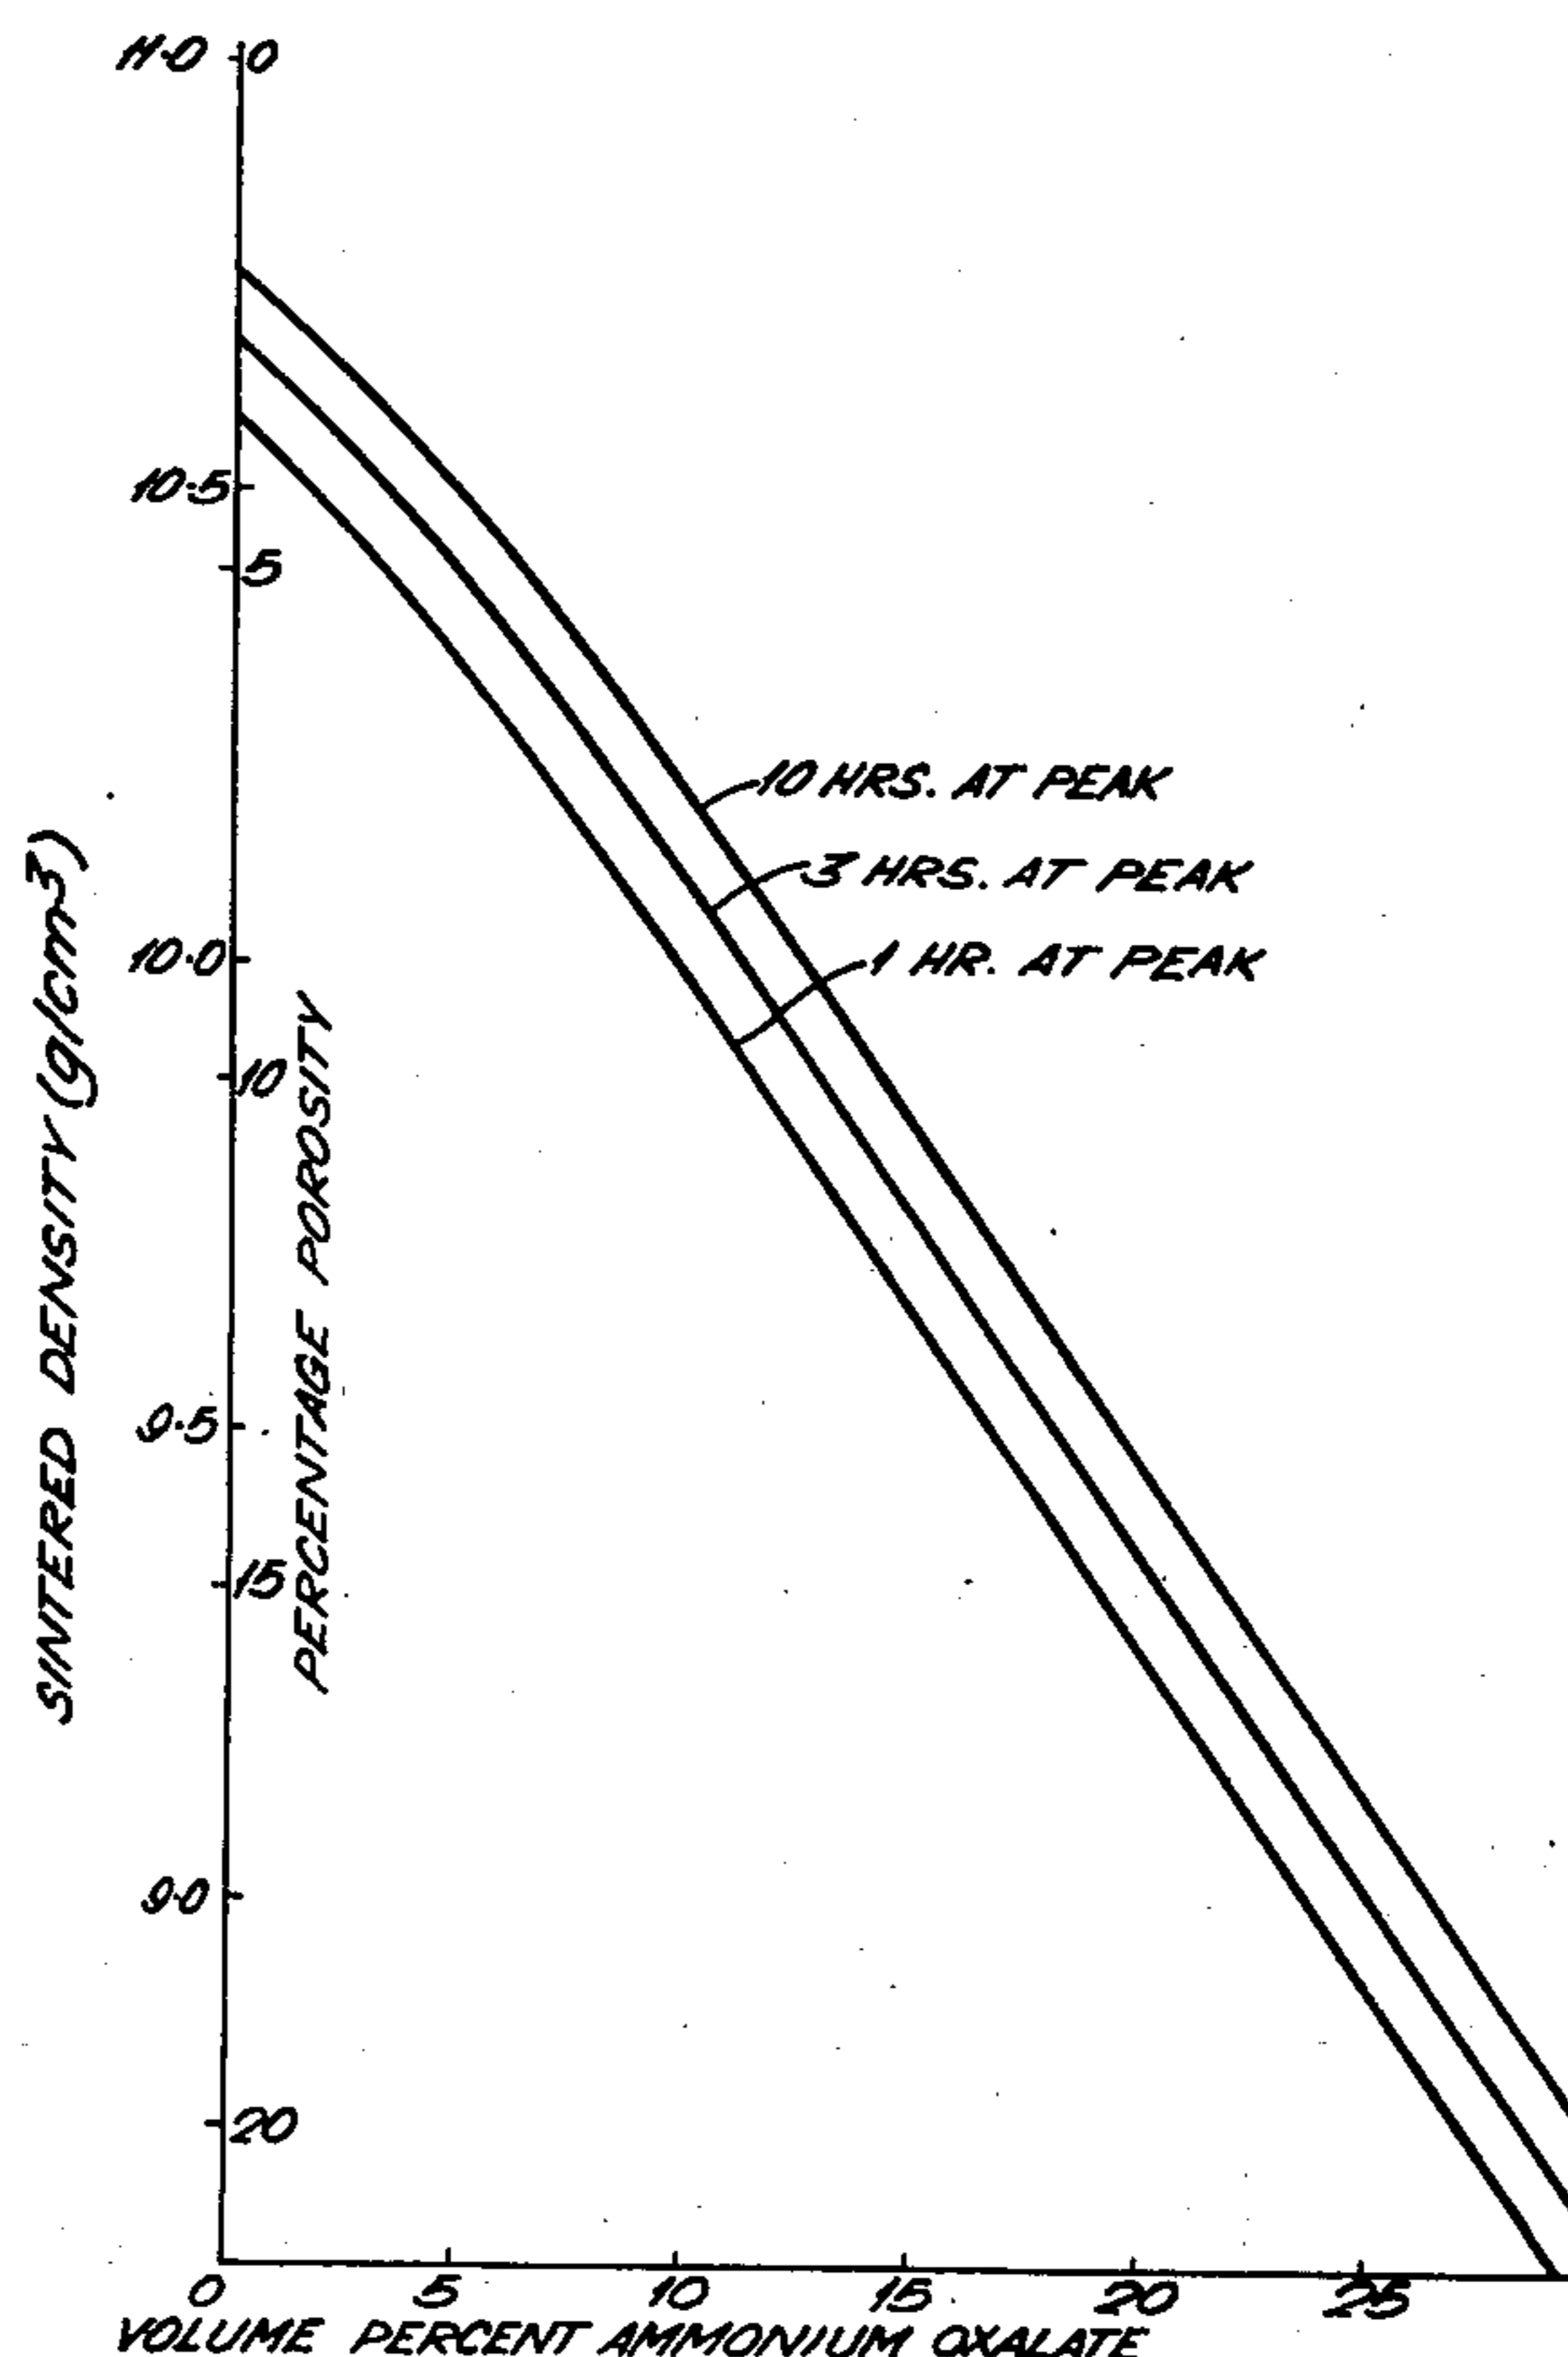 11·0
0
10·5
5
10 HRS. AT PEAK
3 HRS. AT PEAK
1 HR. AT PEAK
10·0
10
9·5
15
9·0
20
SINTERED DENSITY (g/cm3)
PERCENTAGE POROSITY
0 5 10 15 20 25
VOLUME PERCENT AMMONIUM OXALATE